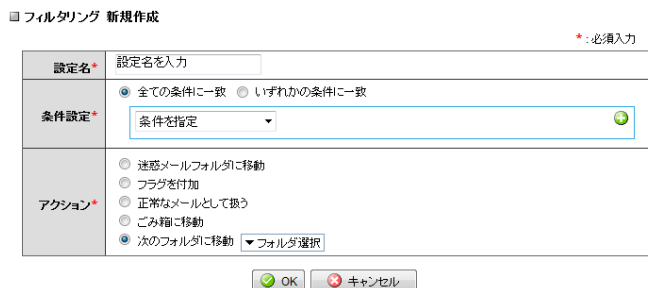 フィルタリング 新規作成
*:必須入力
設定名*
設定名を入力
条件設定*
全ての条件に一致 いずれかの条件に一致
条件を指定
アクション*
迷惑メールフォルダに移動
フラグを付加
正常なメールとして扱う
ごみ箱に移動
次のフォルダに移動 ▼フォルダ選択
OK キャンセル